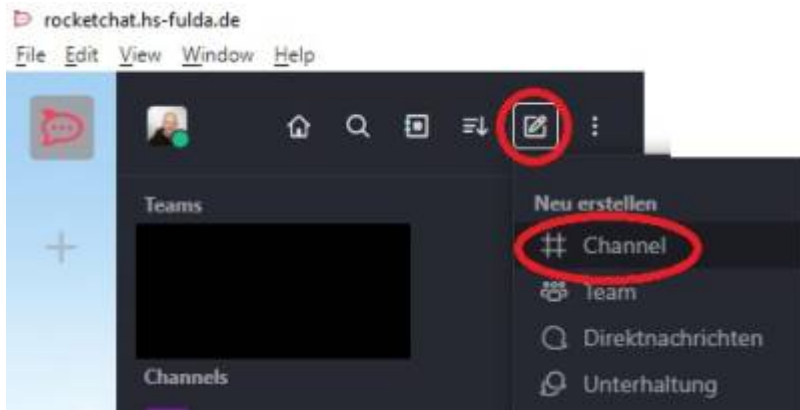 rocketchat.hs-fulda.de
File Edit View Window Help
Teams
Neu erstellen
Channel
Team
Direktnachrichten
Channels
Unterhaltung